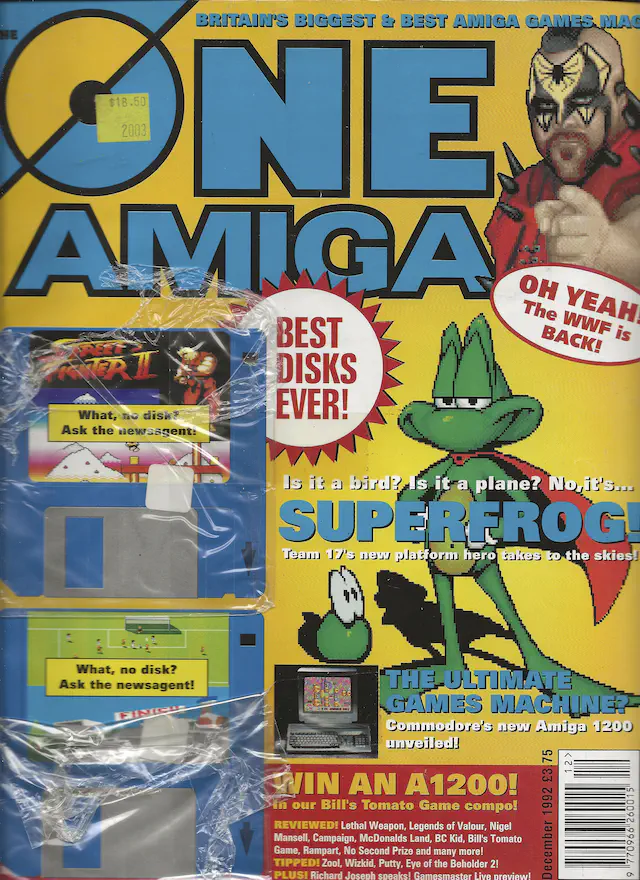 THE
BRITAIN'S BIGGEST & BEST AMIGA GAMES MAG
ONE
$18.50
2003
AMIGA
OH YEAH!
The WWF is
BACK!
BEST
DISKS
EVER!
STREET
FIGHTER II
What, no disk?
Ask the newsagent!
Is it a bird? Is it a plane? No, it's...
SUPERFROG!
Team 17's new platform hero takes to the skies!
What, no disk?
Ask the newsagent!
THE ULTIMATE
GAMES MACHINE?
Commodore's new Amiga 1200
unveiled!
WIN AN A1200!
in our Bill's Tomato Game compo!
REVIEWED! Lethal Weapon, Legends of Valour, Nigel
Mansell, Campaign, McDonalds Land, BC Kid, Bill's Tomato
Game, Rampart, No Second Prize and more!
TIPPED! Zool, Wizkid, Putty, Eye of the Beholder 2!
PLUS! Richard Joseph speaks! Gamesmaster Live preview!
December 1992 £3.75
12>
9 770966 260015